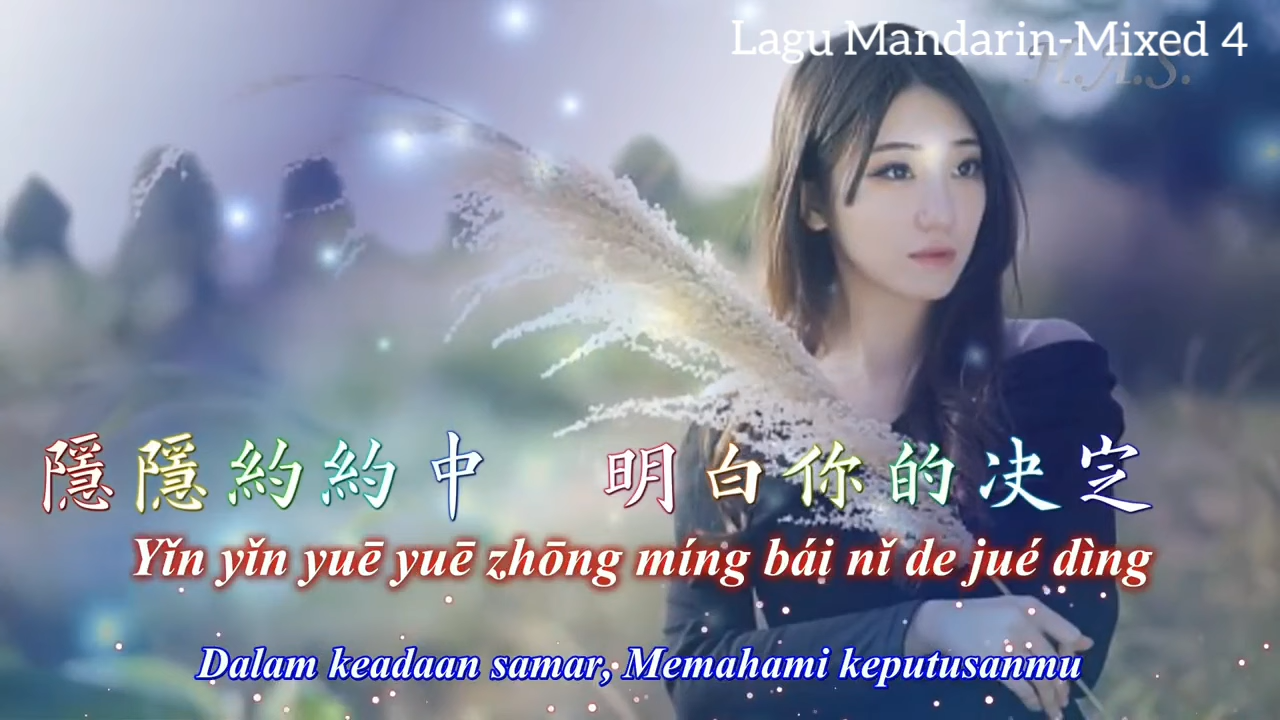 Lagu Mandarin-Mixed 4
H.A.S.
隱隱約約中 明白你的决定
Yǐn yǐn yuē yuē zhōng míng bái nǐ de jué dìng
Dalam keadaan samar, Memahami keputusanmu